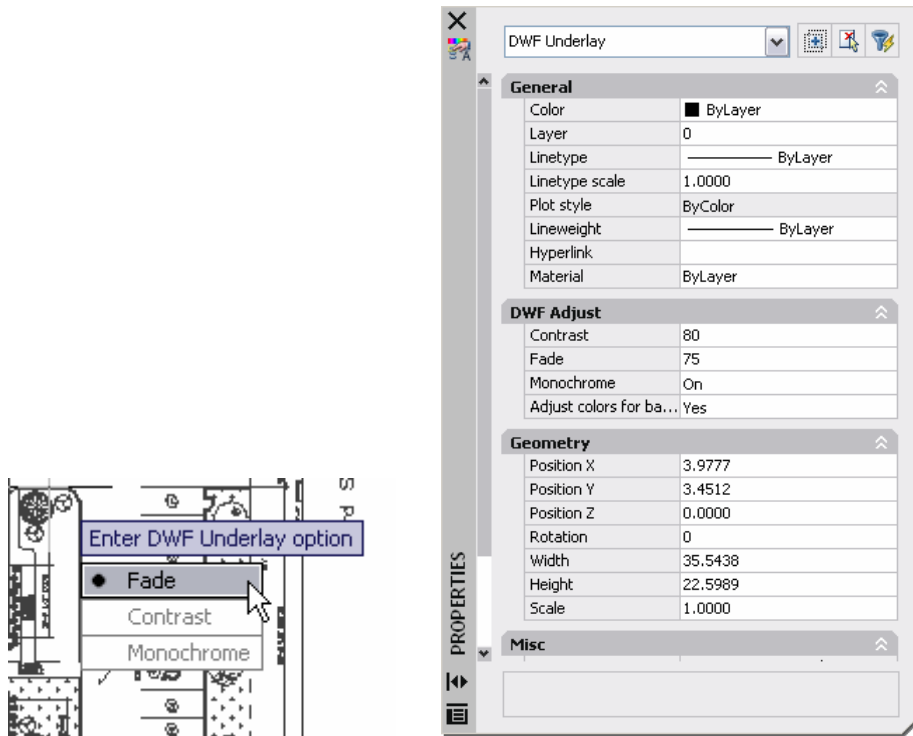 DWF Underlay
General
Color ByLayer
Layer 0
Linetype ByLayer
Linetype scale 1.0000
Plot style ByColor
Lineweight ByLayer
Hyperlink
Material ByLayer
DWF Adjust
Contrast 80
Fade 75
Monochrome On
Adjust colors for ba... Yes
Geometry
Position X 3.9777
Position Y 3.4512
Position Z 0.0000
Rotation 0
Width 35.5438
Height 22.5989
Scale 1.0000
Misc
PROPERTIES
Enter DWF Underlay option
Fade
Contrast
Monochrome